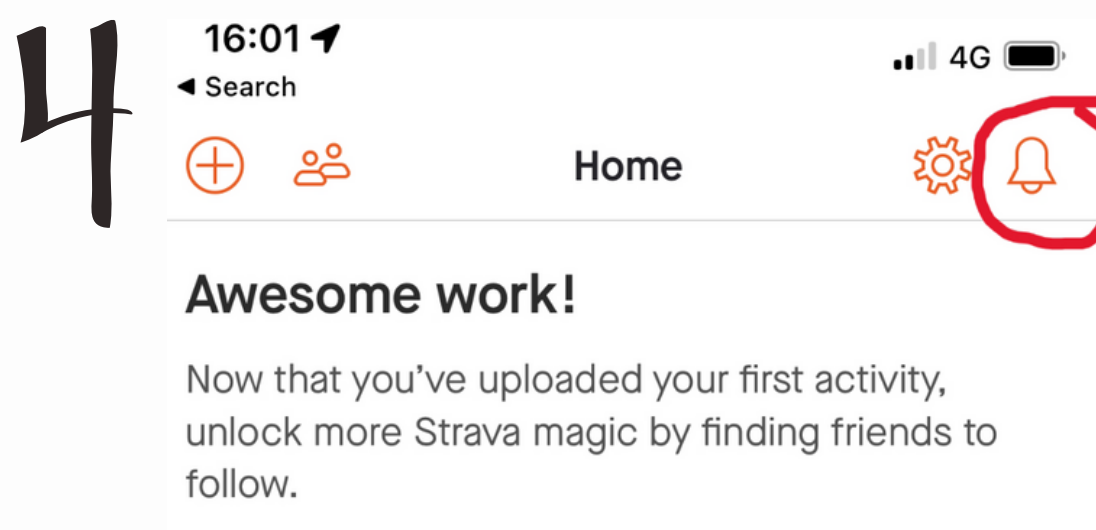 4
16:01
4G
◀ Search
Home
Awesome work!
Now that you’ve uploaded your first activity,
unlock more Strava magic by finding friends to
follow.